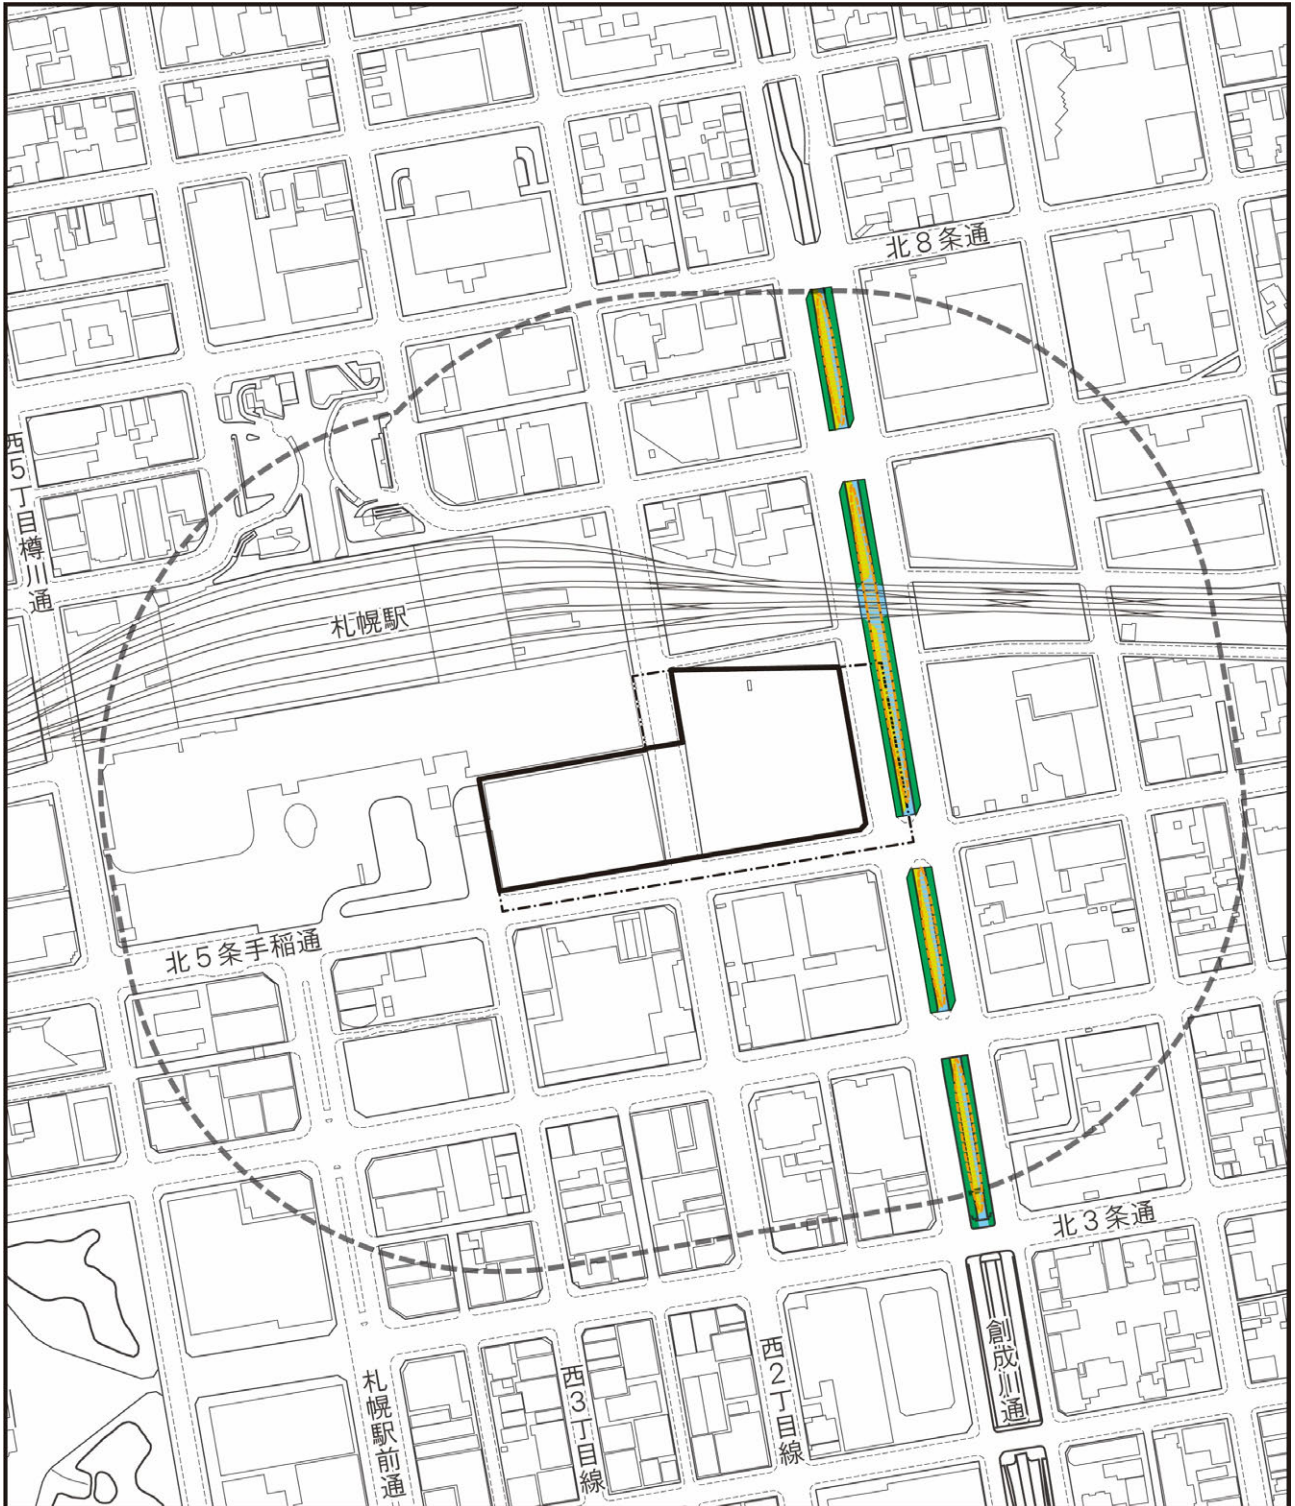 北8条通
西5丁目樽川通
札幌駅
北5条手稲通
北3条通
創成川通
西2丁目線
西3丁目線
札幌駅前通